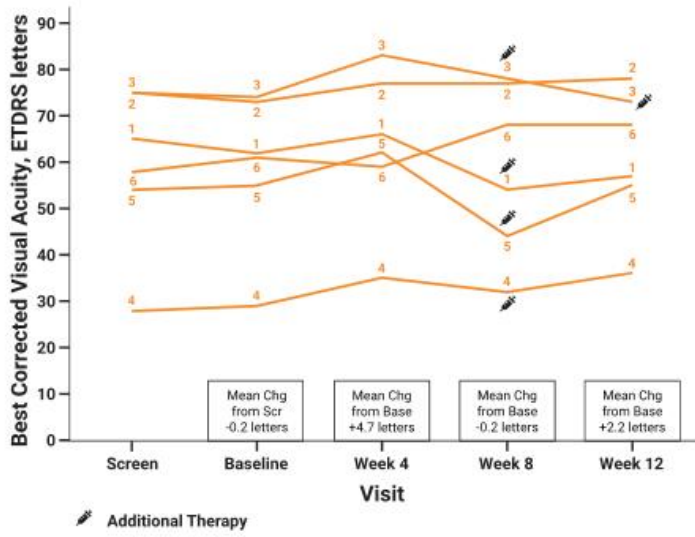 Best Corrected Visual Acuity, ETDRS letters
90
80
70
60
50
40
30
20
10
0
3
2
1
6
5
4
3
2
1
6
5
4
3
2
1
5
6
4
3
2
6
1
5
4
2
3
6
1
5
4
Mean Chg
from Scr
-0.2 letters
Mean Chg
from Base
+4.7 letters
Mean Chg
from Base
-0.2 letters
Mean Chg
from Base
+2.2 letters
Screen
Baseline
Week 4
Week 8
Week 12
Visit
Additional Therapy